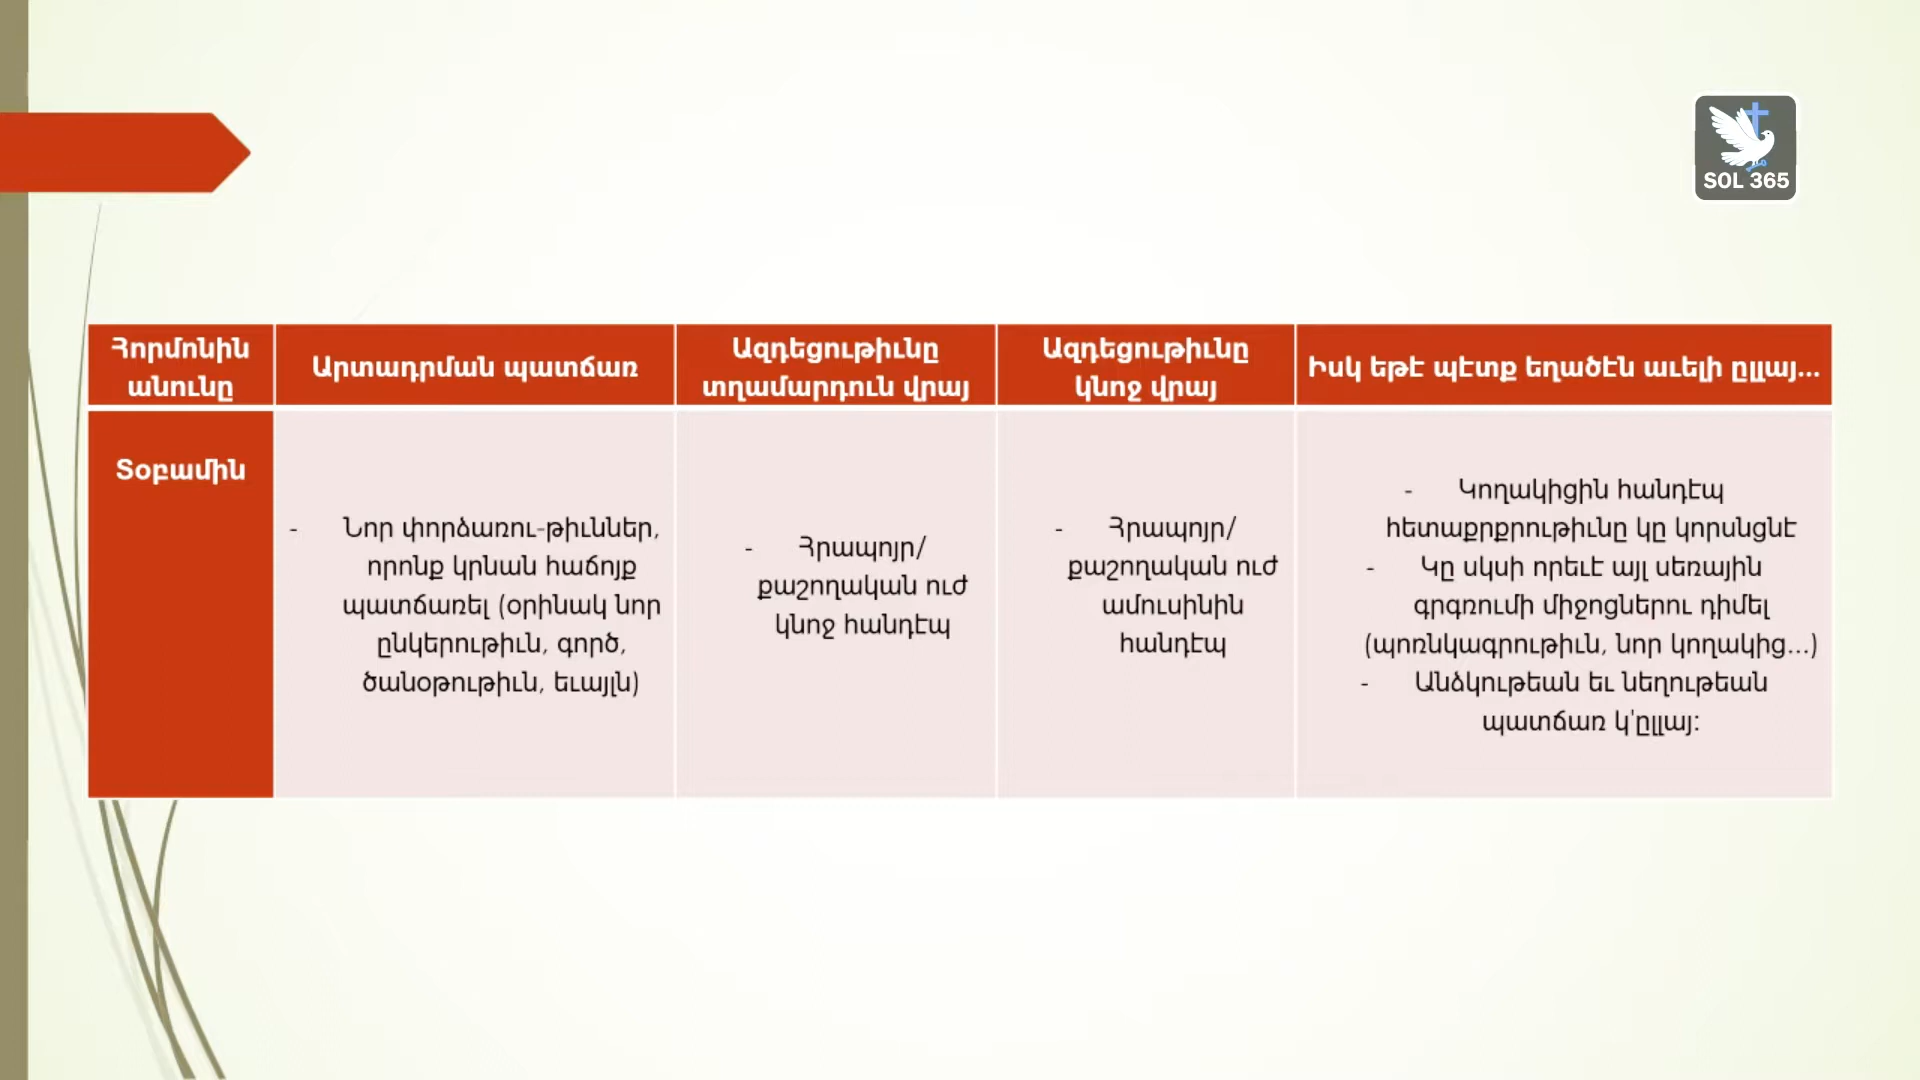 SOL 365
Հորմոնին
անունը
Արտադրման պատճառ
Ազդեցութիւնը
տղամարդուն վրայ
Ազդեցութիւնը
կնոջ վրայ
Իսկ եթէ պէտք եղածէն աւելի ըլլայ...
Տօբամին
- Նոր փորձառու-թիւններ,
որոնք կրնան հաճոյք
պատճառել (օրինակ նոր
ընկերութիւն, գործ,
ծանօթութիւն, եւայլն)
- Հրապոյր/
քաշողական ուժ
կնոջ հանդէպ
- Հրապոյր/
քաշողական ուժ
ամուսինին
հանդէպ
- Կողակիցին հանդէպ
հետաքրքրութիւնը կը կորսնցնէ
- Կը սկսի որեւէ այլ սեռային
գրգռումի միջոցներու դիմել
(պոռնկագրութիւն, նոր կողակից...)
- Անձկութեան եւ նեղութեան
պատճառ կ'ըլլայ: